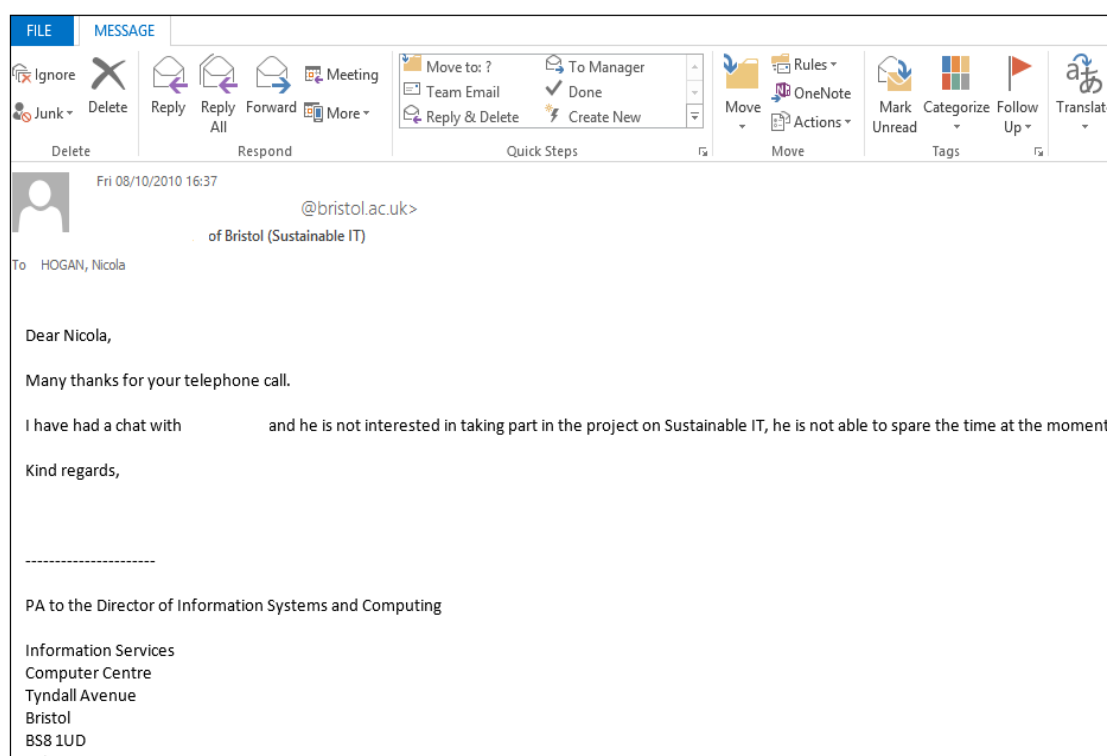 FILE MESSAGE
Ignore
Junk
Delete
Reply
Reply All
Forward
Meeting
More
Move to: ?
Team Email
Reply & Delete
To Manager
Done
Create New
Move
Rules
OneNote
Actions
Mark Unread
Categorize
Follow Up
Translat
Delete Respond Quick Steps Move Tags
Fri 08/10/2010 16:37
@bristol.ac.uk>
of Bristol (Sustainable IT)
To HOGAN, Nicola
Dear Nicola,
Many thanks for your telephone call.
I have had a chat with and he is not interested in taking part in the project on Sustainable IT, he is not able to spare the time at the moment
Kind regards,
----------------------
PA to the Director of Information Systems and Computing
Information Services
Computer Centre
Tyndall Avenue
Bristol
BS8 1UD